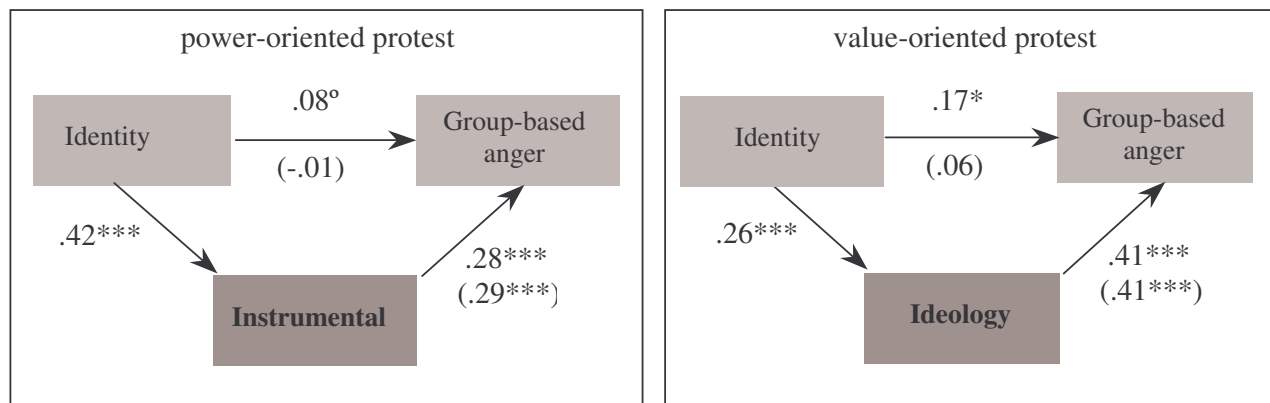 power-oriented protest
.08º
Identity
Group-based
anger
(-.01)
.42***
.28***
(.29***)
Instrumental
value-oriented protest
.17*
Identity
Group-based
anger
(.06)
.26***
.41***
(.41***)
Ideology